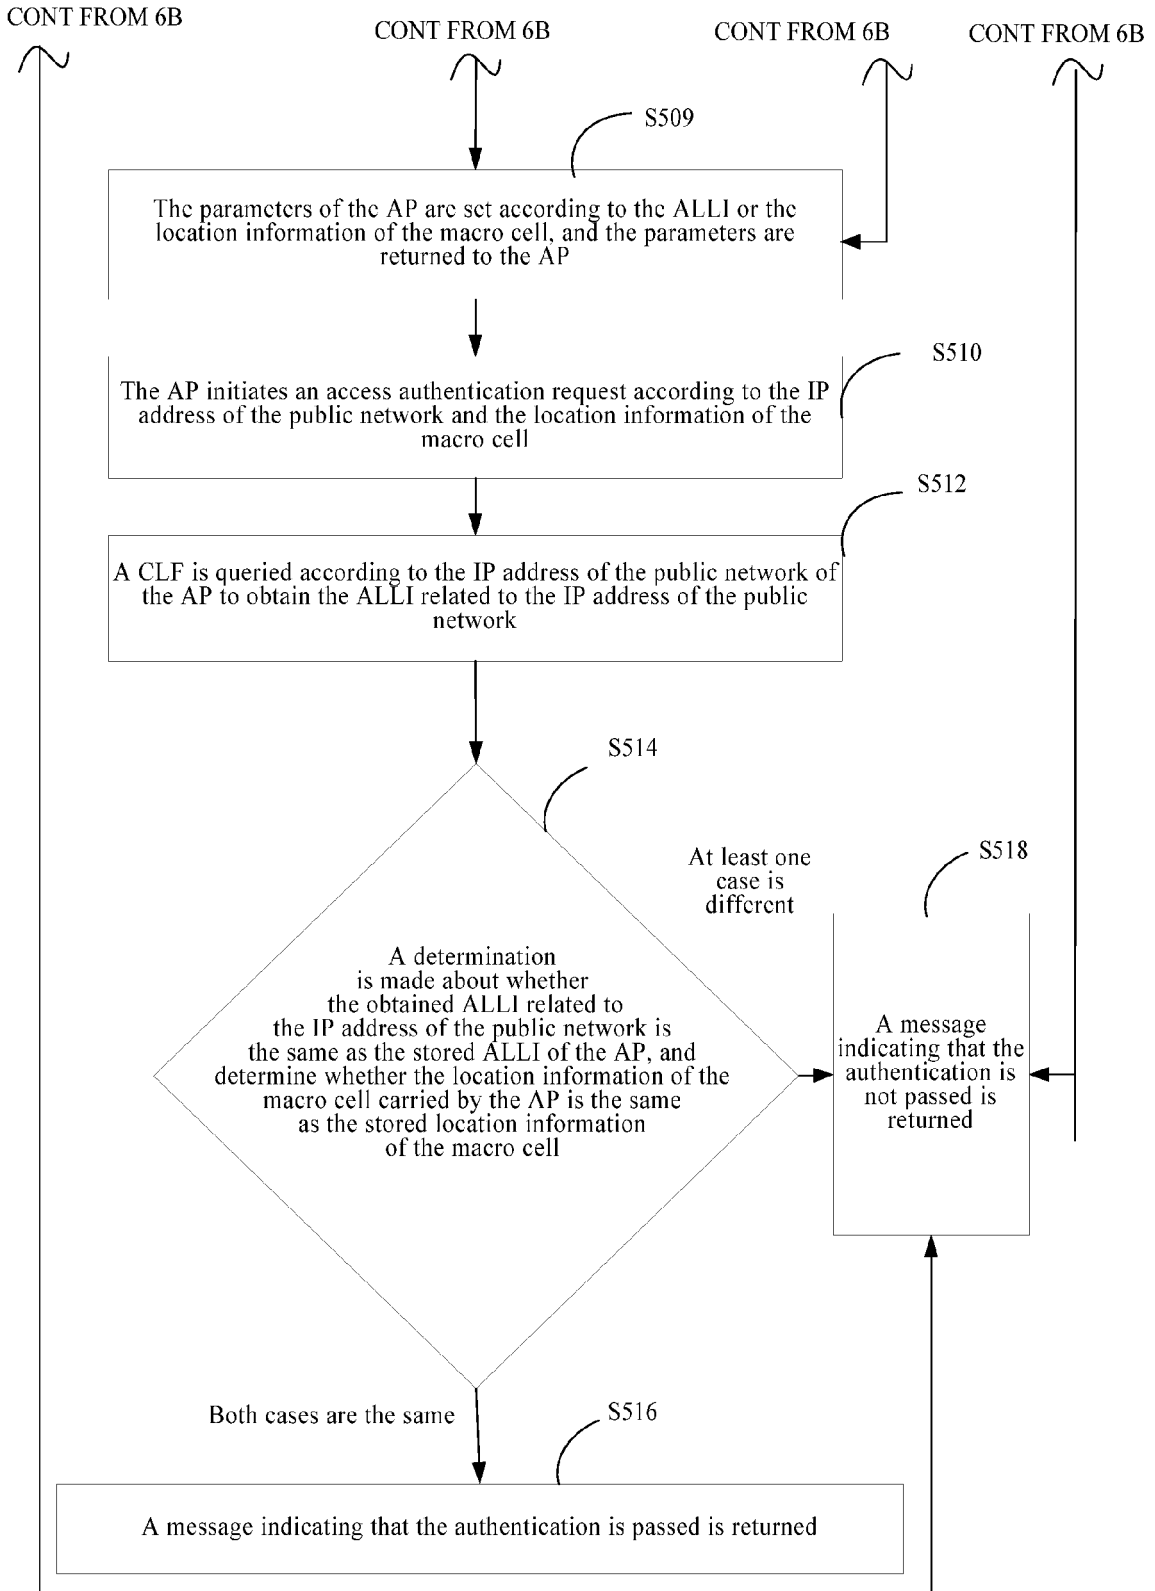 CONT FROM 6B
CONT FROM 6B
CONT FROM 6B
CONT FROM 6B
S509
The parameters of the AP are set according to the ALLI or the
location information of the macro cell, and the parameters are
returned to the AP
S510
The AP initiates an access authentication request according to the IP
address of the public network and the location information of the
macro cell
S512
A CLF is queried according to the IP address of the public network of
the AP to obtain the ALLI related to the IP address of the public
network
S514
At least one
case is
different
S518
A determination
is made about whether
the obtained ALLI related to
the IP address of the public network is
the same as the stored ALLI of the AP, and
determine whether the location information of the
macro cell carried by the AP is the same
as the stored location information
of the macro cell
A message
indicating that the
authentication is
not passed is
returned
Both cases are the same
S516
A message indicating that the authentication is passed is returned